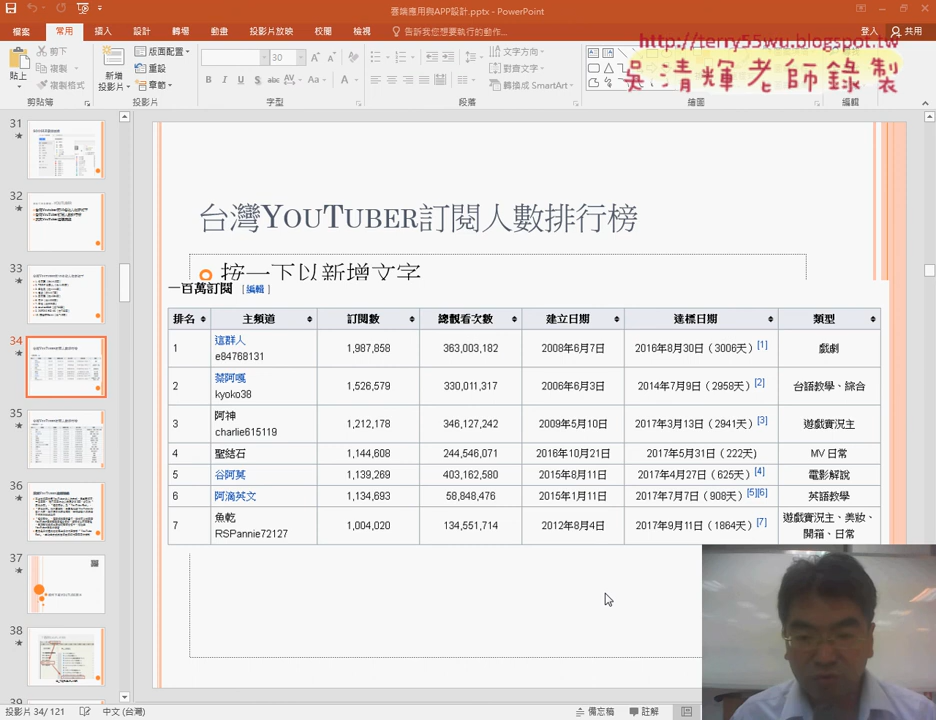 雲端應用與APP設計.pptx - PowerPoint
檔案 常用 插入 設計 轉場 動畫 投影片放映 校閱 檢視 告訴我您想要執行的動作... 登入 共用
http://terry55wu.blogspot.tw
吳清輝老師錄製
貼上
剪下
複製
複製格式
剪貼簿
新增
投影片
版面配置
重設
章節
投影片
30
B I U S abc AV Aa A
字型
文字方向
對齊文字
轉換成 SmartArt
段落
繪圖
編輯
31
32
33
34
35
36
37
38
台灣YOUTUBER訂閱人數排行榜
按一下以新增文字
一百萬訂閱 [編輯]
排名 主頻道 訂閱數 總觀看次數 建立日期 達標日期 類型
1 這群人 e84768131 1,987,858 363,003,182 2008年6月7日 2016年8月30日（3006天）[1] 戲劇
2 蔡阿嘎 kyoko38 1,526,579 330,011,317 2006年6月3日 2014年7月9日（2958天）[2] 台語教學、綜合
3 阿神 charlie615119 1,212,178 346,127,242 2009年5月10日 2017年3月13日（2941天）[3] 遊戲實況主
4 聖結石 1,144,608 244,546,071 2016年10月21日 2017年5月31日（222天） MV 日常
5 谷阿莫 1,139,269 403,162,580 2015年8月11日 2017年4月27日（625天）[4] 電影解說
6 阿滴英文 1,134,693 58,848,476 2015年1月11日 2017年7月7日（908天）[5][6] 英語教學
7 魚乾 RSPannie72127 1,004,020 134,551,714 2012年8月4日 2017年9月11日（1864天）[7] 遊戲實況主、美妝、開箱、日常
投影片 34/121 中文 (台灣) 備忘稿 註解